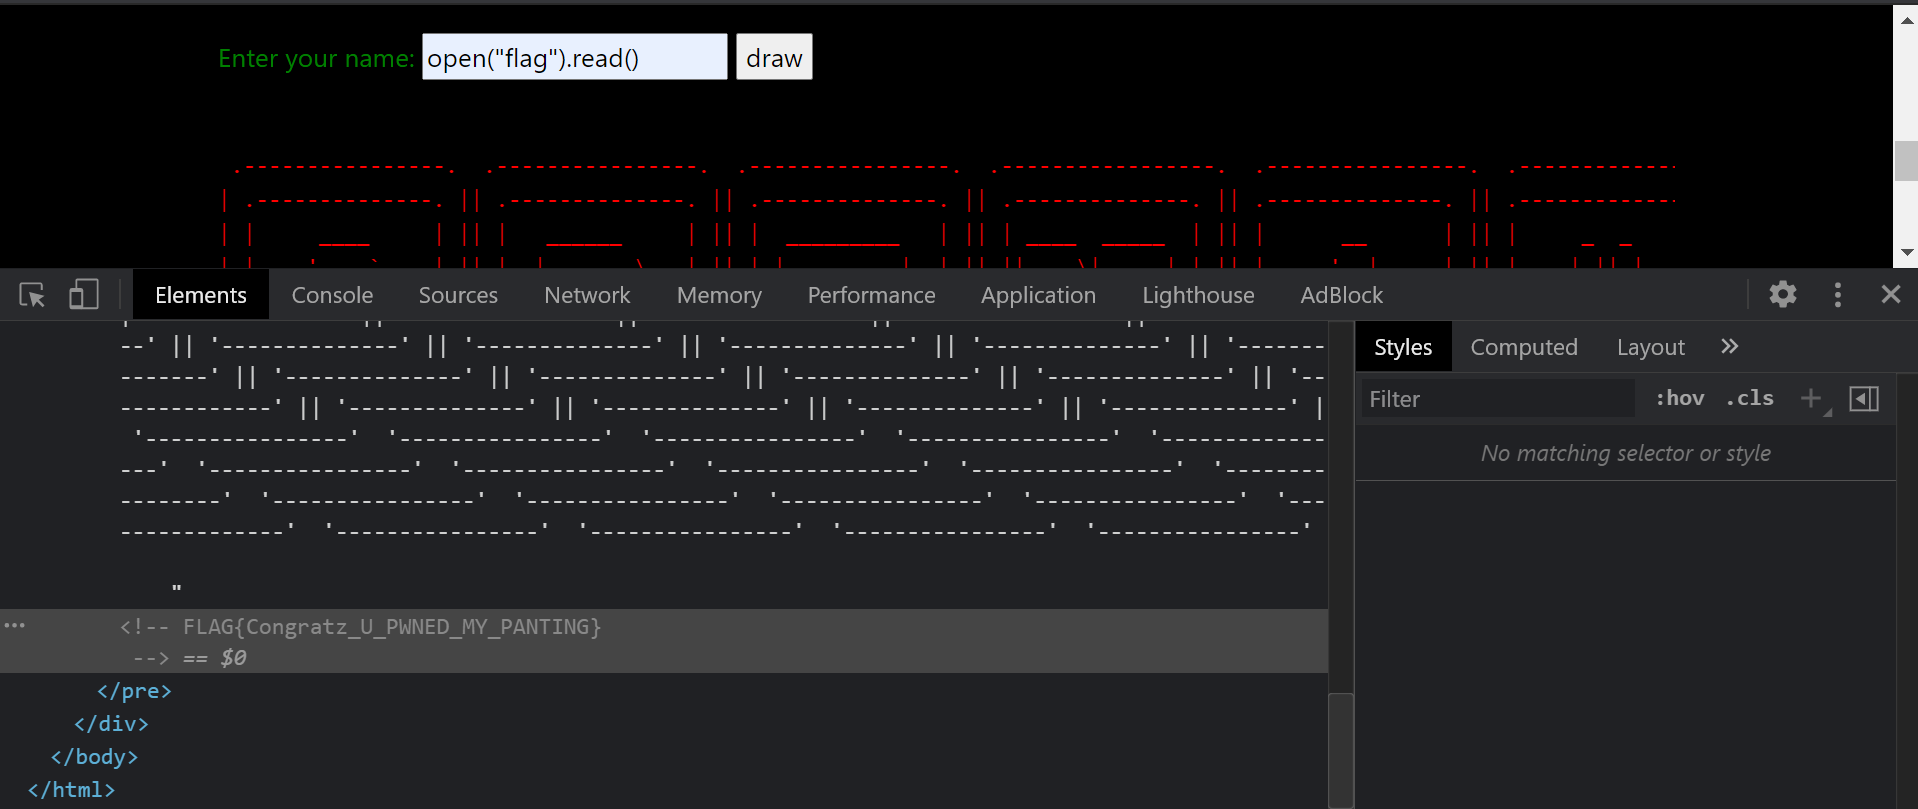 Enter your name: open("flag").read() draw
Elements Console Sources Network Memory Performance Application Lighthouse AdBlock
Styles Computed Layout
Filter :hov .cls
No matching selector or style
"
<!-- FLAG{Congratz_U_PWNED_MY_PANTING}
--> == $0
</pre>
</div>
</body>
</html>